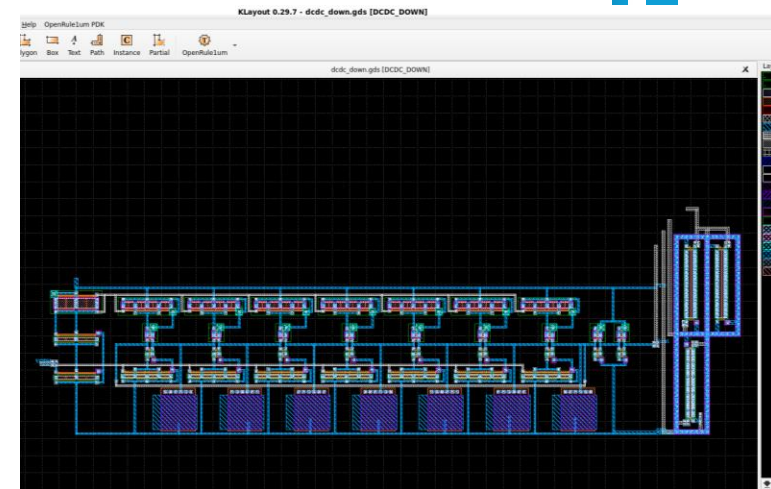 KLayout 0.29.7 - dcdc_down.gds [DCDC_DOWN]
Help OpenRule1um PDK
Box Text Path Instance Partial OpenRule1um
dcdc_down.gds [DCDC_DOWN]